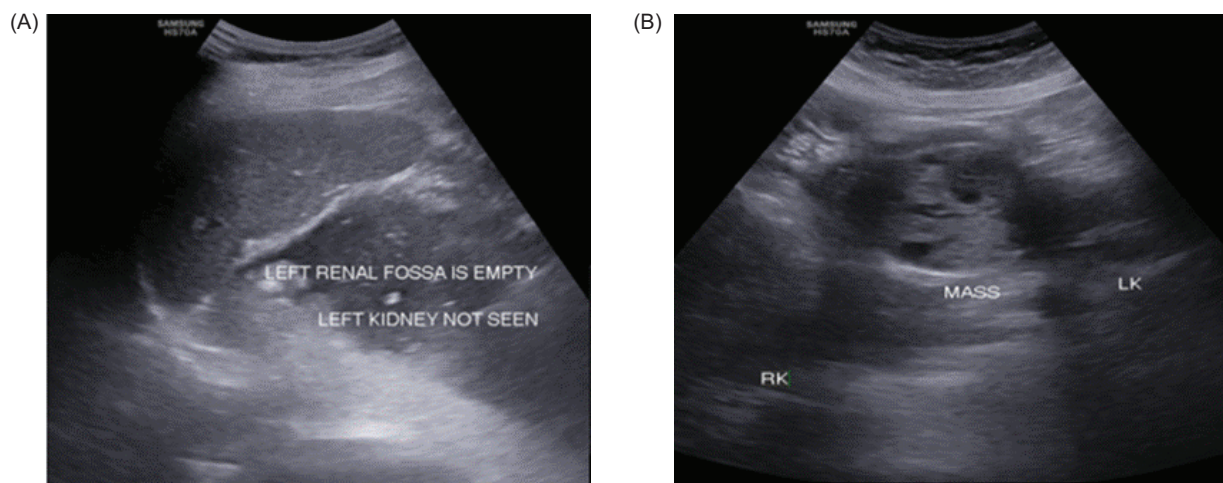 (A)
SAMSUNG
HS70A
LEFT RENAL FOSSA IS EMPTY
LEFT KIDNEY NOT SEEN
(B)
SAMSUNG
HS70A
MASS
LK
RK